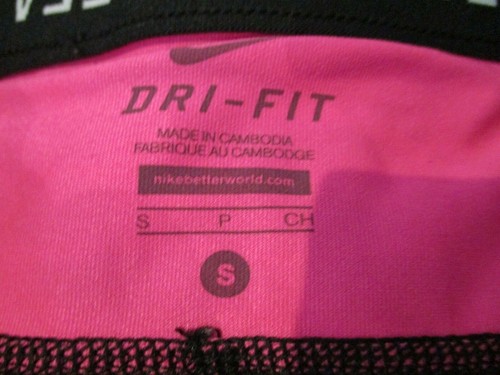 DRI-FIT
MADE IN CAMBODIA
FABRIQUE AU CAMBODGE
nikebetterworld.com
S P CH
S